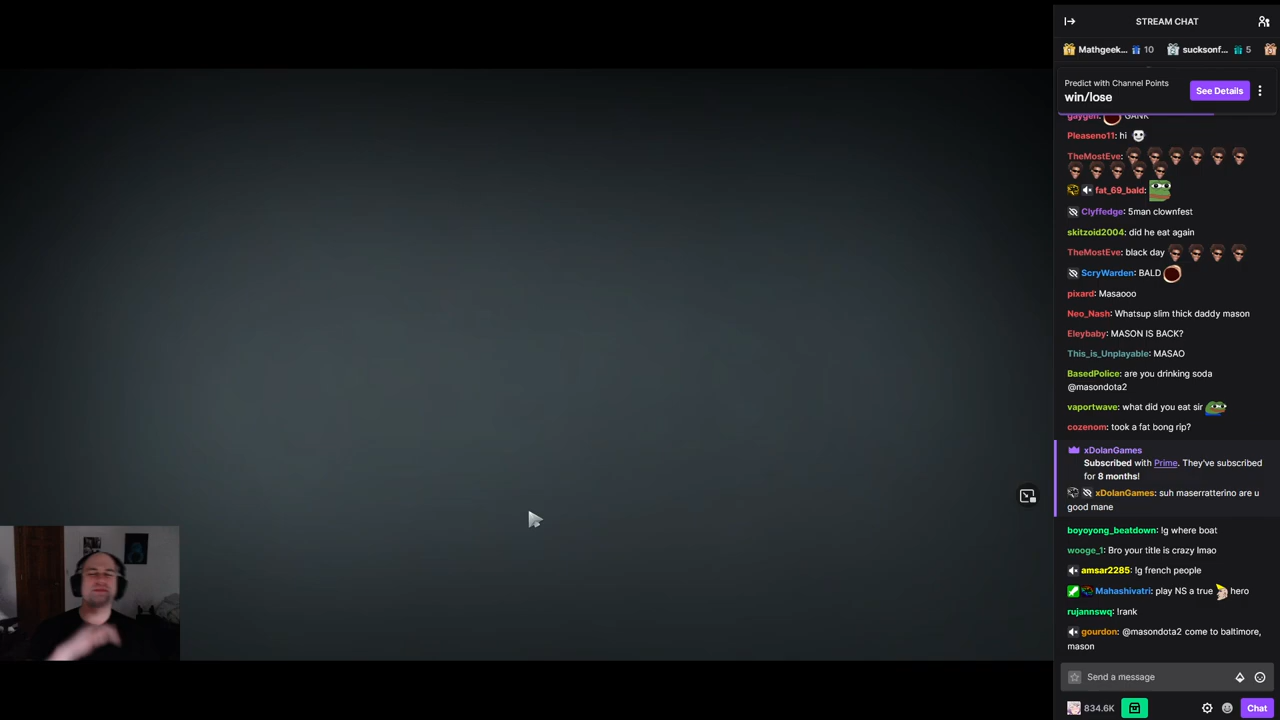 STREAM CHAT
Mathgeek... 10 sucksonf... 5
Predict with Channel Points
win/lose
See Details
gaygen: GANK
Pleaseno11: hi
TheMostEve:
fat_69_bald:
Clyffedge: 5man clownfest
skitzoid2004: did he eat again
TheMostEve: black day
ScryWarden: BALD
pixard: Masaooo
Neo_Nash: Whatsup slim thick daddy mason
Eleybaby: MASON IS BACK?
This_is_Unplayable: MASAO
BasedPolice: are you drinking soda
@masondota2
vaportwave: what did you eat sir
cozenom: took a fat bong rip?
xDolanGames
Subscribed with Prime. They've subscribed
for 8 months!
xDolanGames: suh maserratterino are u
good mane
boyoyong_beatdown: !g where boat
wooge_1: Bro your title is crazy lmao
amsar2285: !g french people
Mahashivatri: play NS a true hero
rujannswq: !rank
gourdon: @masondota2 come to baltimore,
mason
Send a message
834.6K
Chat